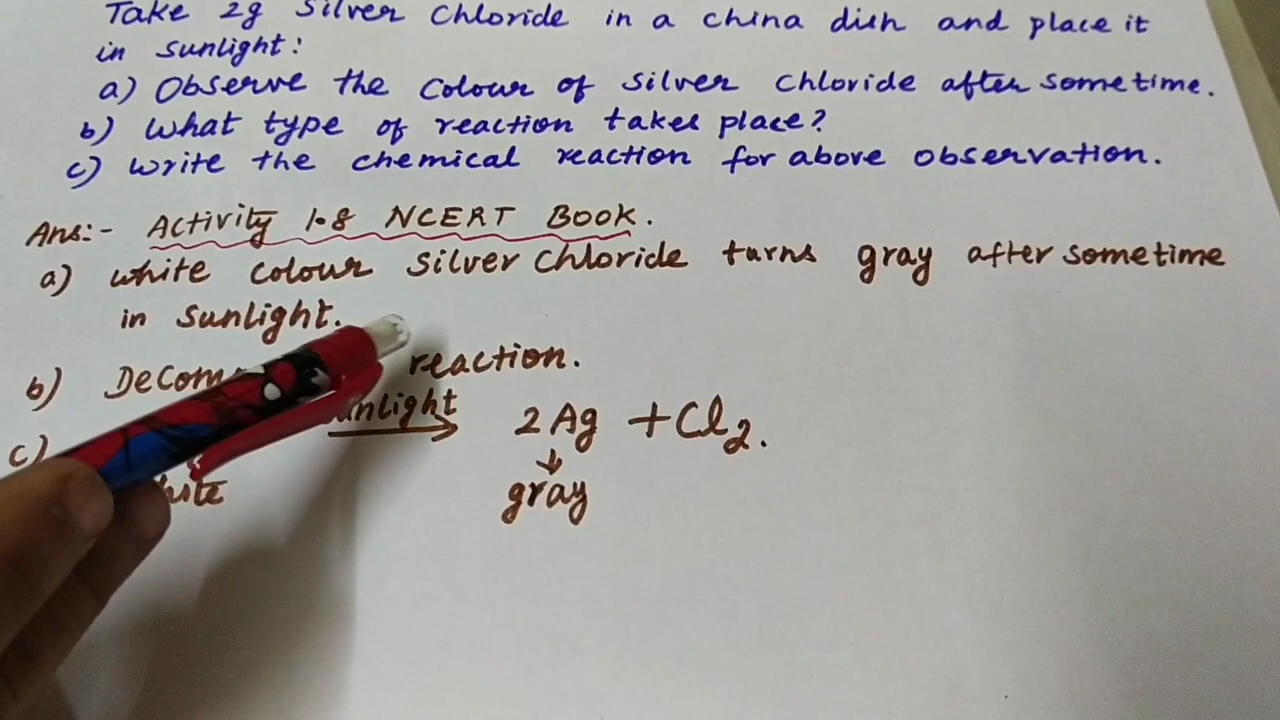 Take 2g Silver Chloride in a china dish and place it
in sunlight:
a) Observe the Colour of Silver Chloride after sometime.
b) What type of reaction takes place?
c) Write the chemical reaction for above observation.
Ans:- Activity 1.8 NCERT BOOK.
a) White colour Silver Chloride turns gray after sometime
in Sunlight.
b) reaction.
c) 2Ag + Cl2.
gray